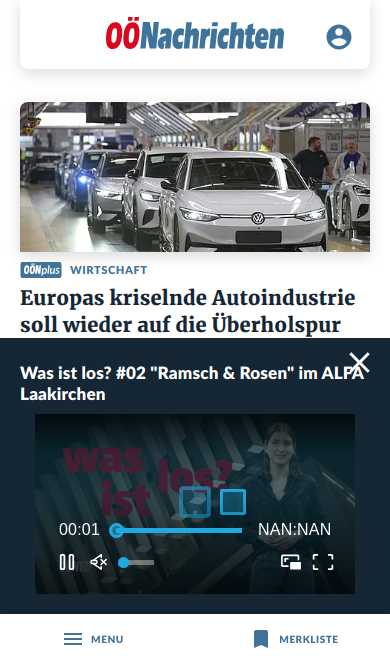 OÖNachrichten
OÖNplus WIRTSCHAFT
Europas kriselnde Autoindustrie
soll wieder auf die Überholspur
Was ist los? #02 "Ramsch & Rosen" im ALFA
Laakirchen
was
ist los?
00:01 NAN:NAN
MENU MERKLISTE